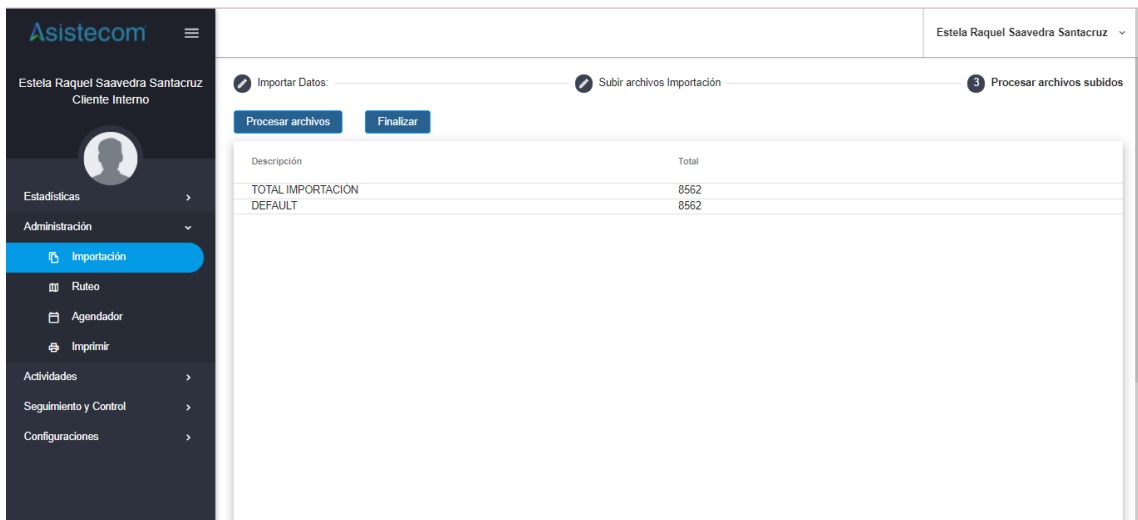 Asistecom
Estela Raquel Saavedra Santacruz
Estela Raquel Saavedra Santacruz
Cliente Interno
Estadísticas
Administración
Importación
Ruteo
Agendador
Imprimir
Actividades
Seguimiento y Control
Configuraciones
Importar Datos:
Subir archivos Importación
3 Procesar archivos subidos
Procesar archivos Finalizar
Descripción Total
TOTAL IMPORTACIÓN 8562
DEFAULT 8562